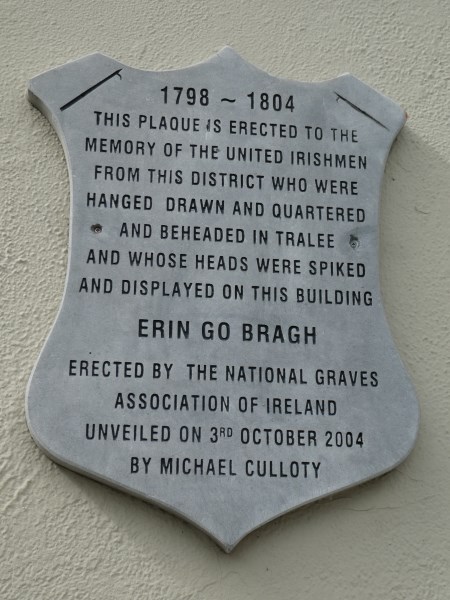 1798 ~ 1804
THIS PLAQUE IS ERECTED TO THE
MEMORY OF THE UNITED IRISHMEN
FROM THIS DISTRICT WHO WERE
HANGED DRAWN AND QUARTERED
AND BEHEADED IN TRALEE
AND WHOSE HEADS WERE SPIKED
AND DISPLAYED ON THIS BUILDING
ERIN GO BRAGH
ERECTED BY THE NATIONAL GRAVES
ASSOCIATION OF IRELAND
UNVEILED ON 3RD OCTOBER 2004
BY MICHAEL CULLOTY